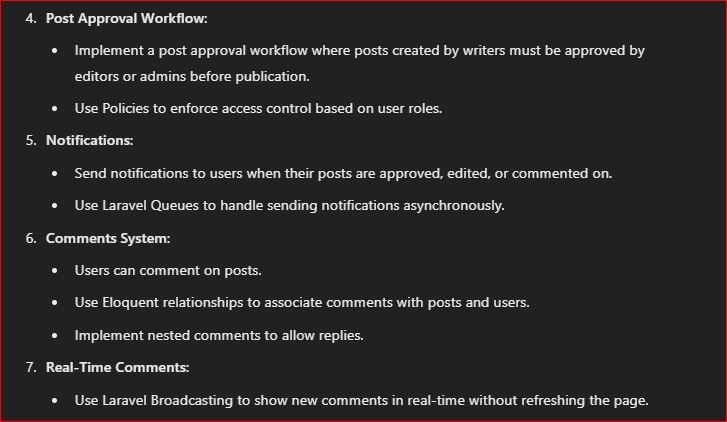 4. Post Approval Workflow:
• Implement a post approval workflow where posts created by writers must be approved by
editors or admins before publication.
• Use Policies to enforce access control based on user roles.
5. Notifications:
• Send notifications to users when their posts are approved, edited, or commented on.
• Use Laravel Queues to handle sending notifications asynchronously.
6. Comments System:
• Users can comment on posts.
• Use Eloquent relationships to associate comments with posts and users.
• Implement nested comments to allow replies.
7. Real-Time Comments:
• Use Laravel Broadcasting to show new comments in real-time without refreshing the page.